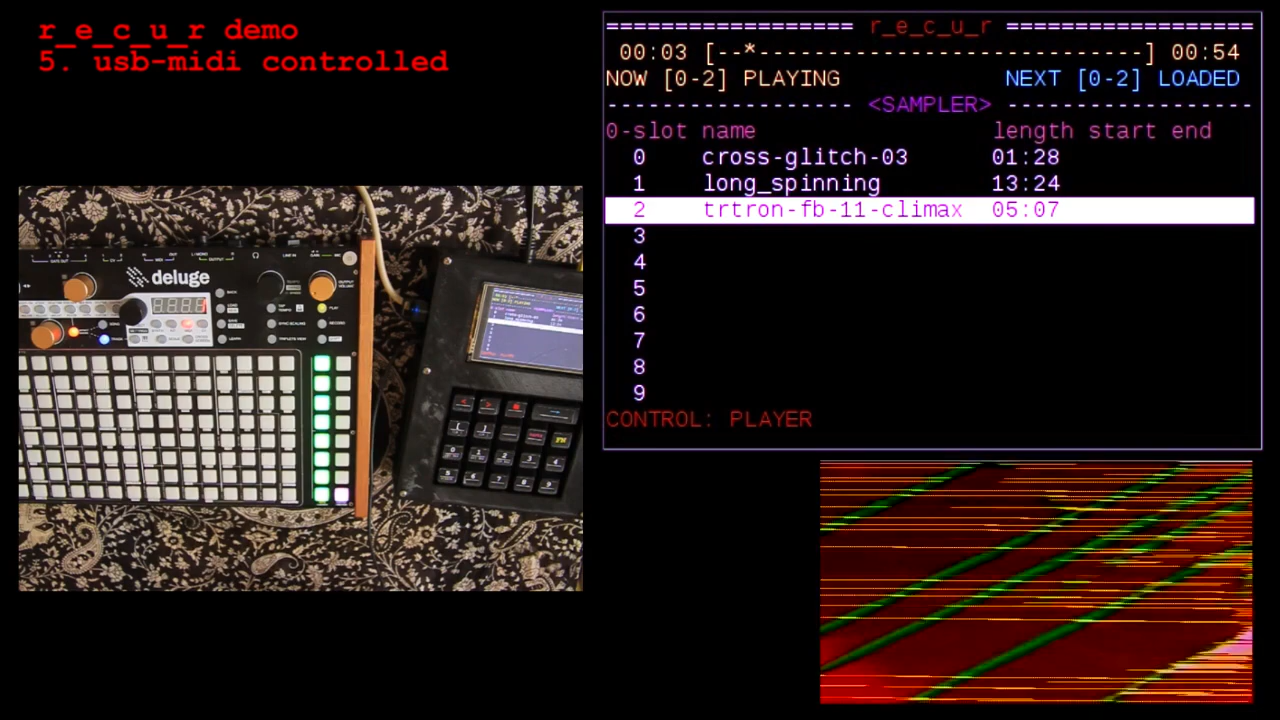 r_e_c_u_r demo
5. usb-midi controlled
=================== r_e_c_u_r ===================
00:03 [--*-----------------------------] 00:54
NOW [0-2] PLAYING NEXT [0-2] LOADED
------------------ <SAMPLER> ------------------
0-slot name length start end
0 cross-glitch-03 01:28
1 long_spinning 13:24
2 trtron-fb-11-climax 05:07
3
4
5
6
7
8
9
CONTROL: PLAYER
deluge